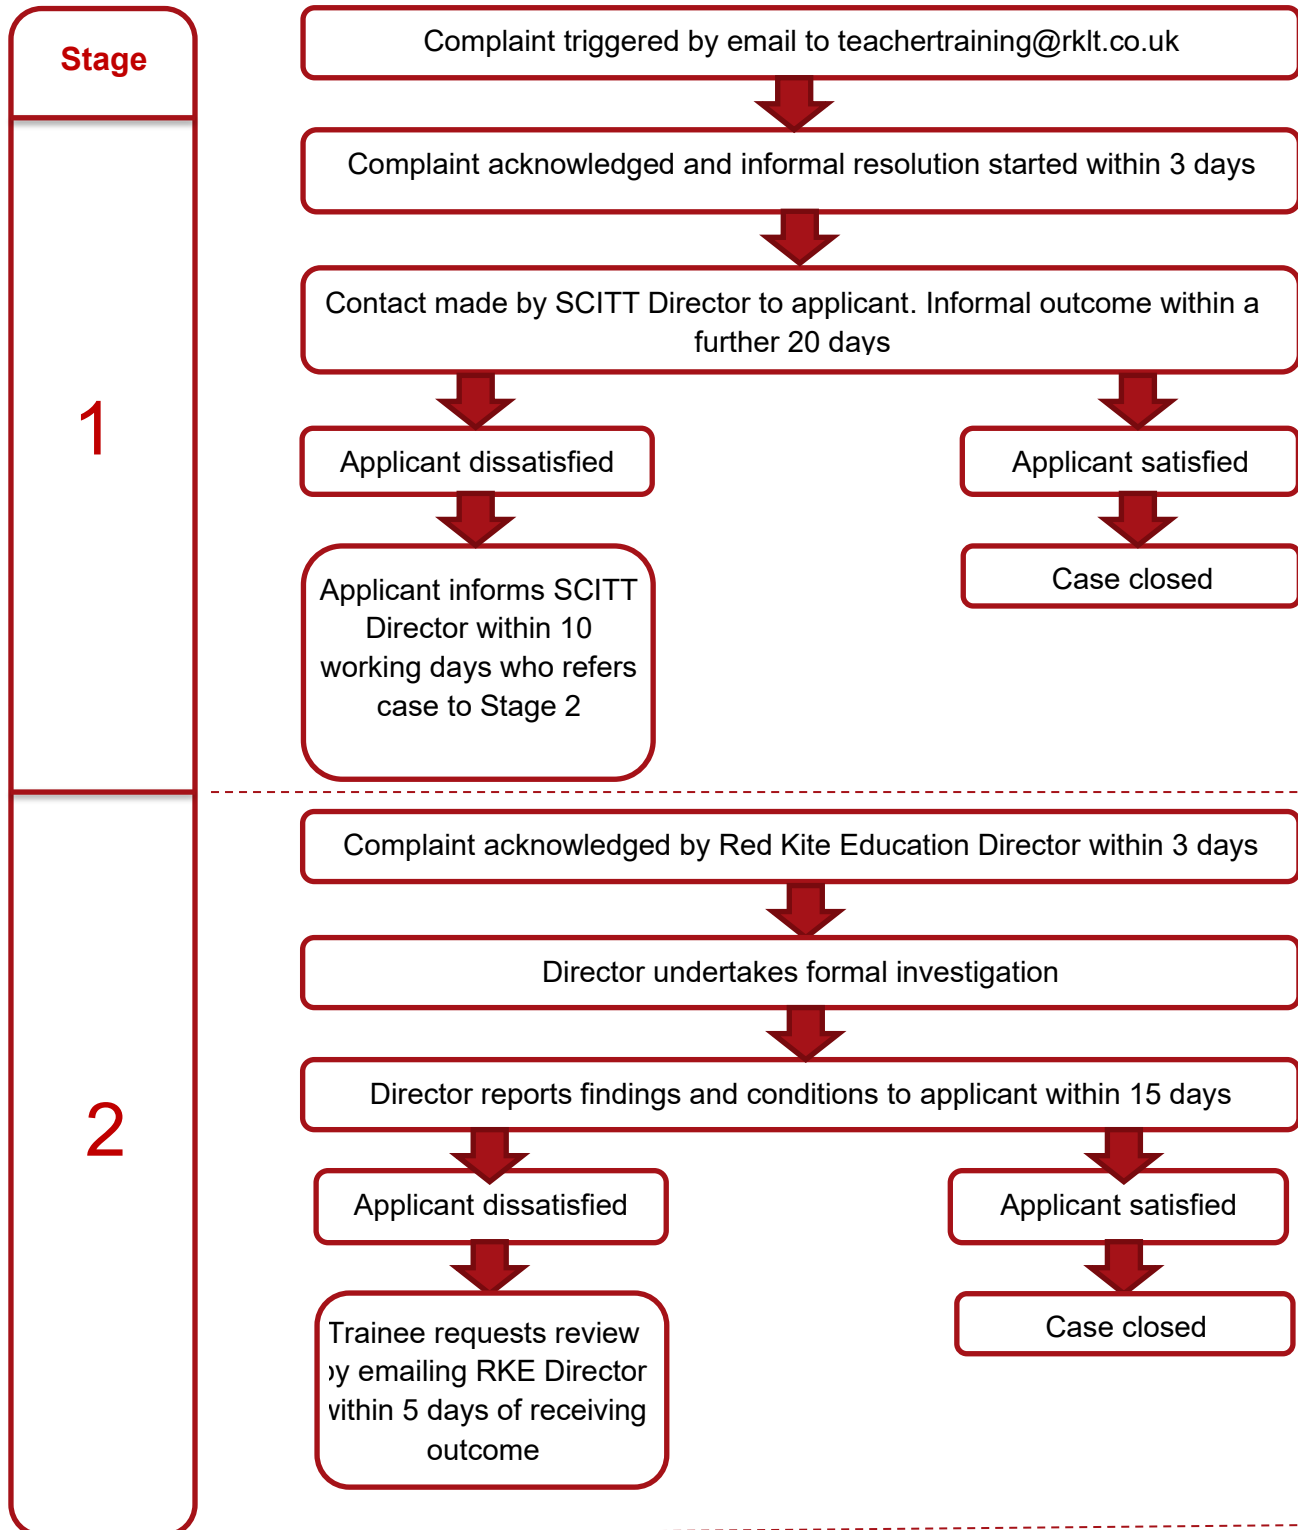 Stage
Complaint triggered by email to teachertraining@rklt.co.uk
Complaint acknowledged and informal resolution started within 3 days
Contact made by SCITT Director to applicant. Informal outcome within a
further 20 days
1
Applicant dissatisfied
Applicant satisfied
Applicant informs SCITT
Director within 10
working days who refers
case to Stage 2
Case closed
2
Complaint acknowledged by Red Kite Education Director within 3 days
Director undertakes formal investigation
Director reports findings and conditions to applicant within 15 days
Applicant dissatisfied
Applicant satisfied
Trainee requests review
by emailing RKE Director
within 5 days of receiving
outcome
Case closed